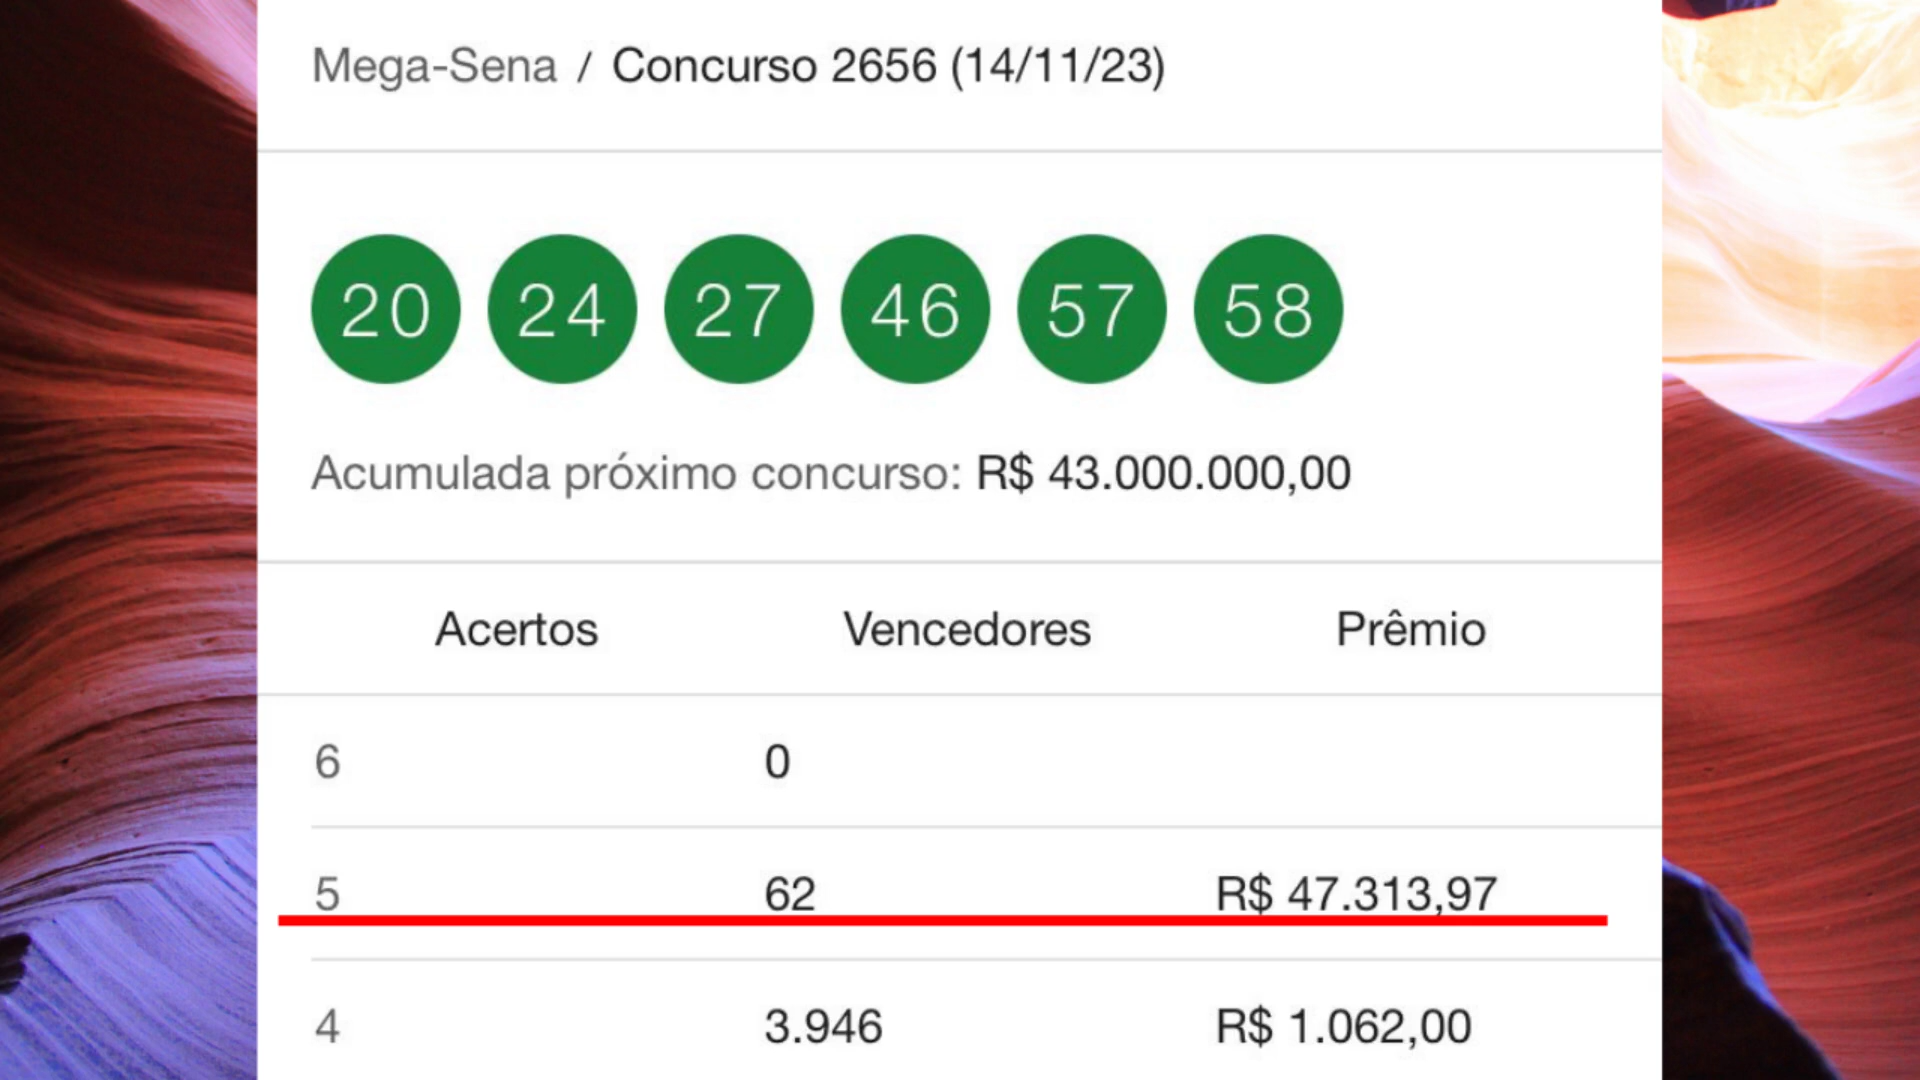 Mega-Sena / Concurso 2656 (14/11/23)
20 24 27 46 57 58
Acumulada próximo concurso: R$ 43.000.000,00
Acertos Vencedores Prêmio
6 0
5 62 R$ 47.313,97
4 3.946 R$ 1.062,00